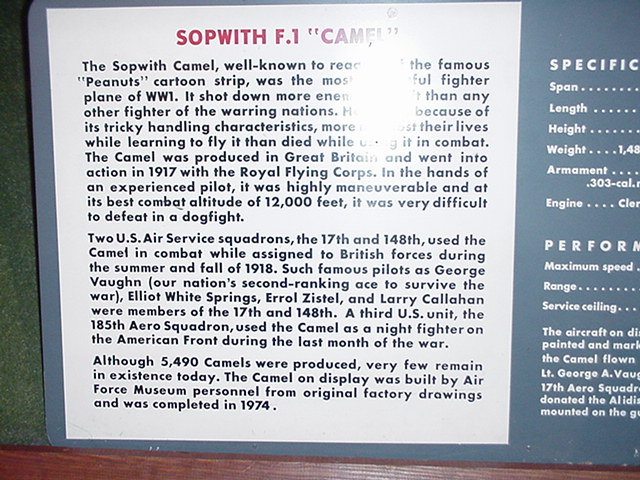 SOPWITH F.1 "CAMEL"
The Sopwith Camel, well-known to the famous
"Peanuts" cartoon strip, was the most fighter
plane of WW1. It shot down more than any
other fighter of the warring nations. because of
its tricky handling characteristics, more their lives
while learning to fly it than died while using it in combat.
The Camel was produced in Great Britain and went into
action in 1917 with the Royal Flying Corps. In the hands of
an experienced pilot, it was highly maneuverable and at
its best combat altitude of 12,000 feet, it was very difficult
to defeat in a dogfight.
Two U.S. Air Service squadrons, the 17th and 148th, used the
Camel in combat while assigned to British forces during
the summer and fall of 1918. Such famous pilots as George
Vaughn (our nation's second-ranking ace to survive the
war), Elliot White Springs, Errol Zistel, and Larry Callahan
were members of the 17th and 148th. A third U.S. unit, the
185th Aero Squadron, used the Camel as a night fighter on
the American Front during the last month of the war.
Although 5,490 Camels were produced, very few remain
in existence today. The Camel on display was built by Air
Force Museum personnel from original factory drawings
and was completed in 1974.
SPECIFIC
Span........
Length ......
Height ......
Weight ....1,48
Armament ....
.303-cal.
Engine .... Cler
PERFORM
Maximum speed .
Range........
Service ceiling...
The aircraft on dis
painted and mark
the Camel flown
Lt. George A. Vaug
17th Aero Squadr
donated the Aldis
mounted on the gu